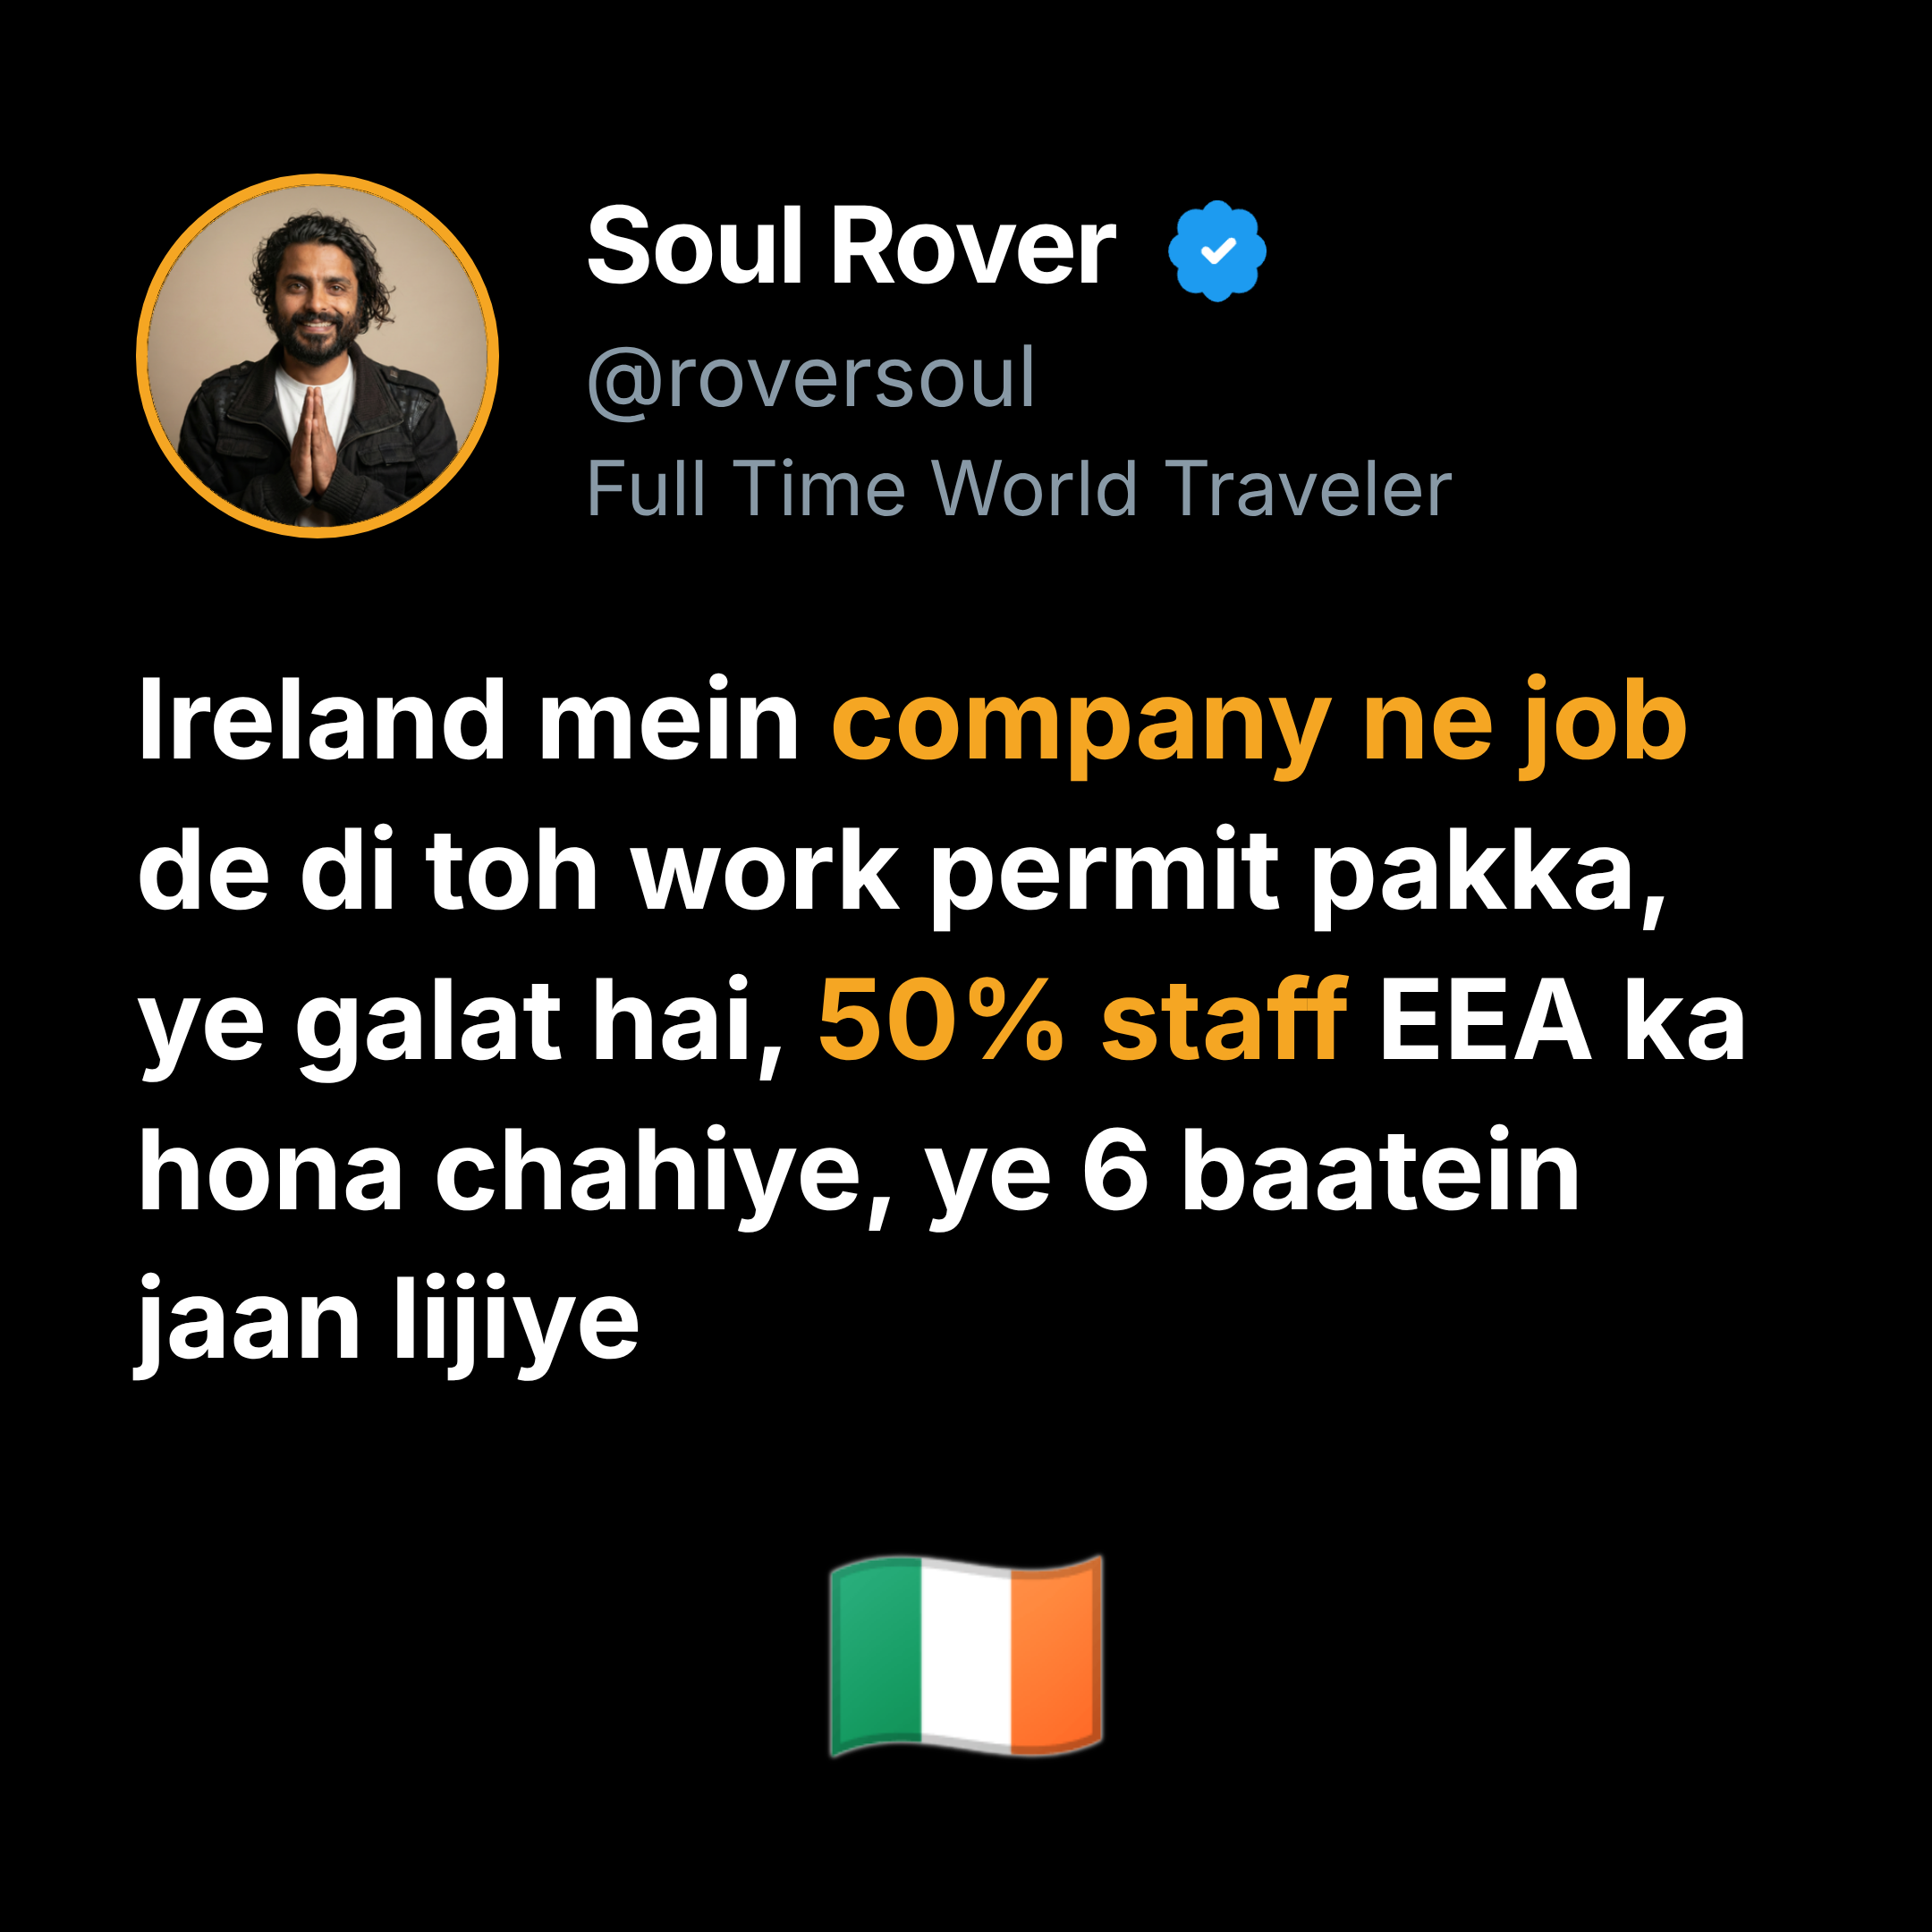 Soul Rover
@roversoul
Full Time World Traveler
Ireland mein company ne job
de di toh work permit pakka,
ye galat hai, 50% staff EEA ka
hona chahiye, ye 6 baatein
jaan lijiye